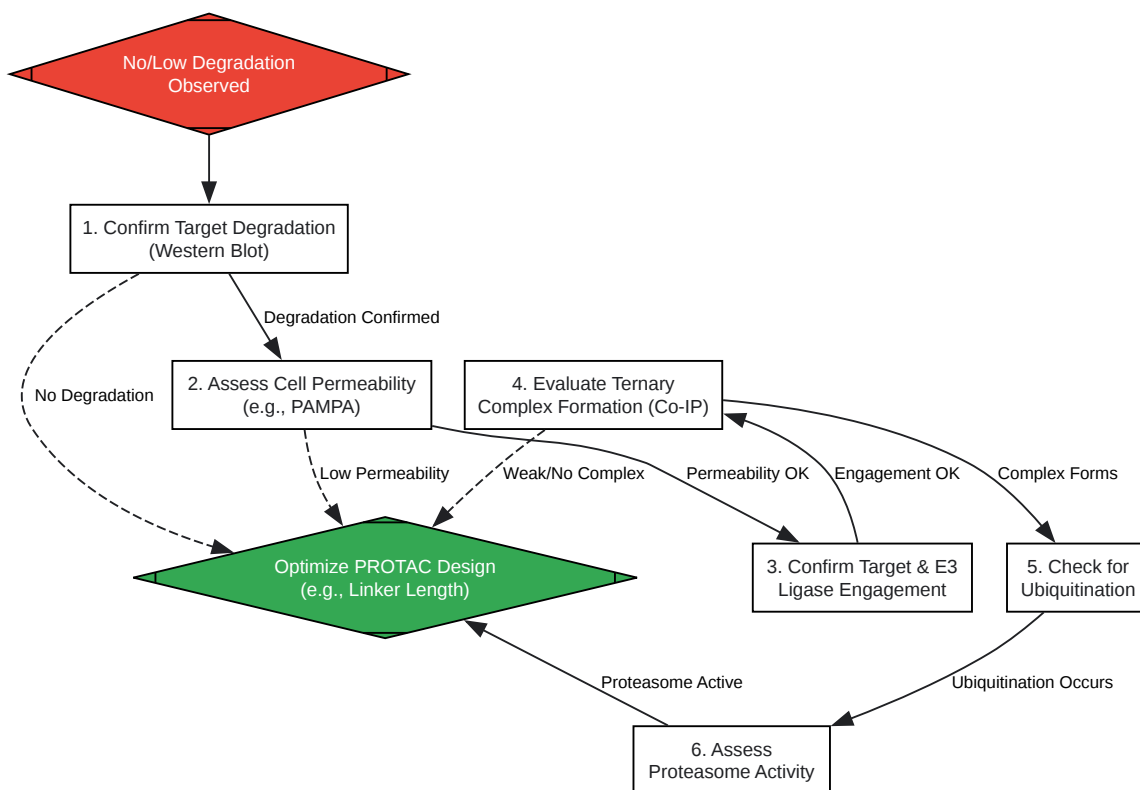 No/Low Degradation
Observed
1. Confirm Target Degradation
(Western Blot)
Degradation Confirmed
No Degradation
2. Assess Cell Permeability
(e.g., PAMPA)
4. Evaluate Ternary
Complex Formation (Co-IP)
Low Permeability
Weak/No Complex
Permeability OK
Engagement OK
Complex Forms
Optimize PROTAC Design
(e.g., Linker Length)
3. Confirm Target & E3
Ligase Engagement
5. Check for
Ubiquitination
Proteasome Active
Ubiquitination Occurs
6. Assess
Proteasome Activity